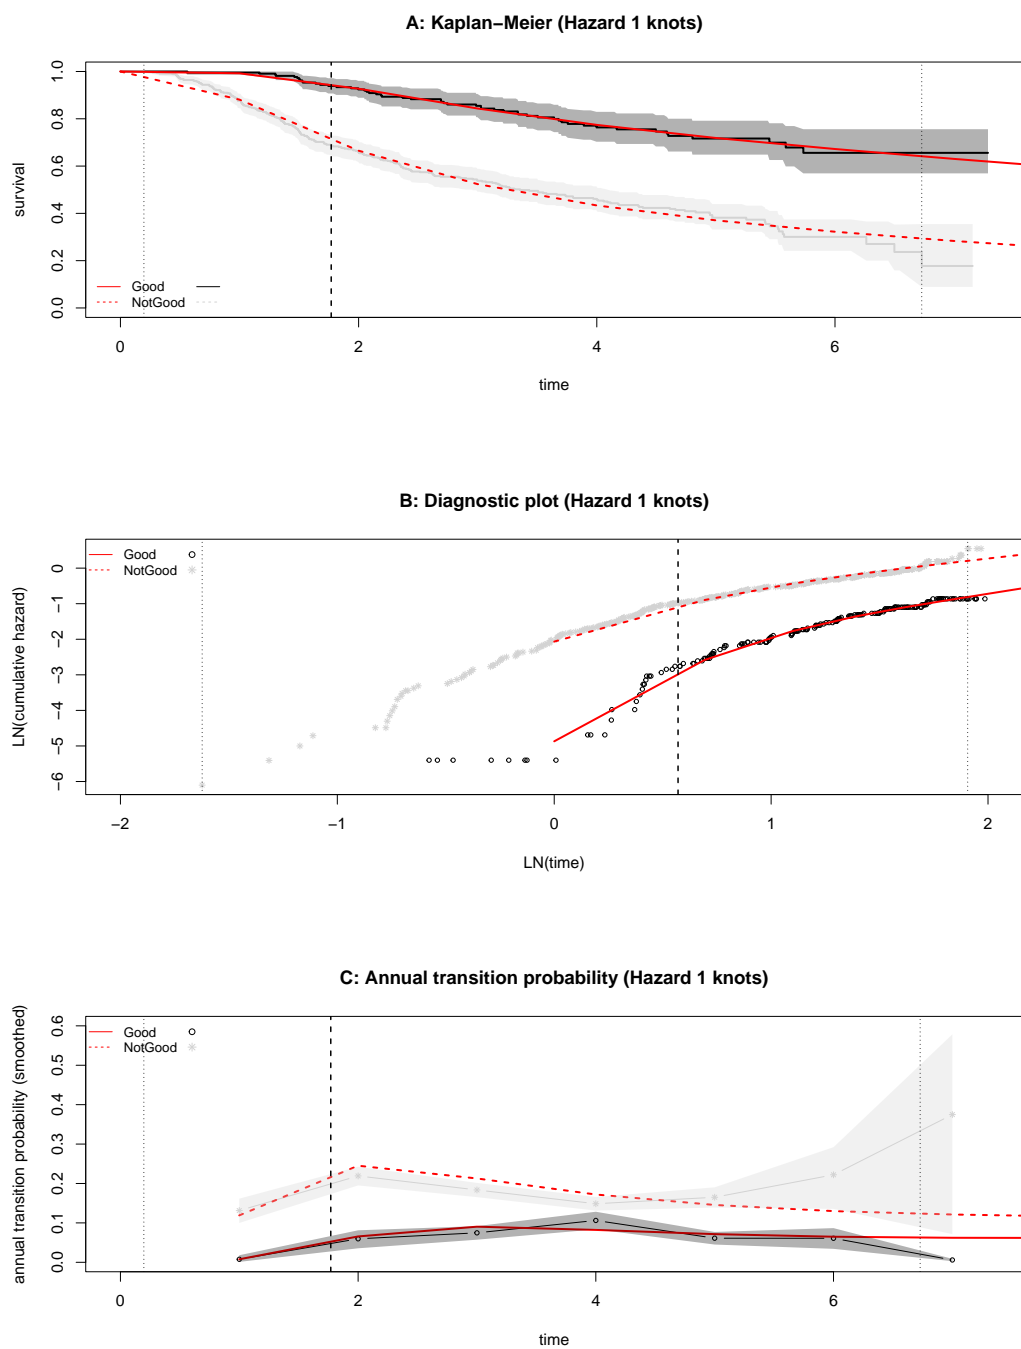 A: Kaplan−Meier (Hazard 1 knots)
survival
1.0
0.8
0.6
0.4
0.2
0.0
Good
NotGood
0 2 4 6
time
B: Diagnostic plot (Hazard 1 knots)
LN(cumulative hazard)
Good
NotGood
0
−1
−2
−3
−4
−5
−6
−2 −1 0 1 2
LN(time)
C: Annual transition probability (Hazard 1 knots)
annual transition probability (smoothed)
Good
NotGood
0.6
0.5
0.4
0.3
0.2
0.1
0.0
0 2 4 6
time